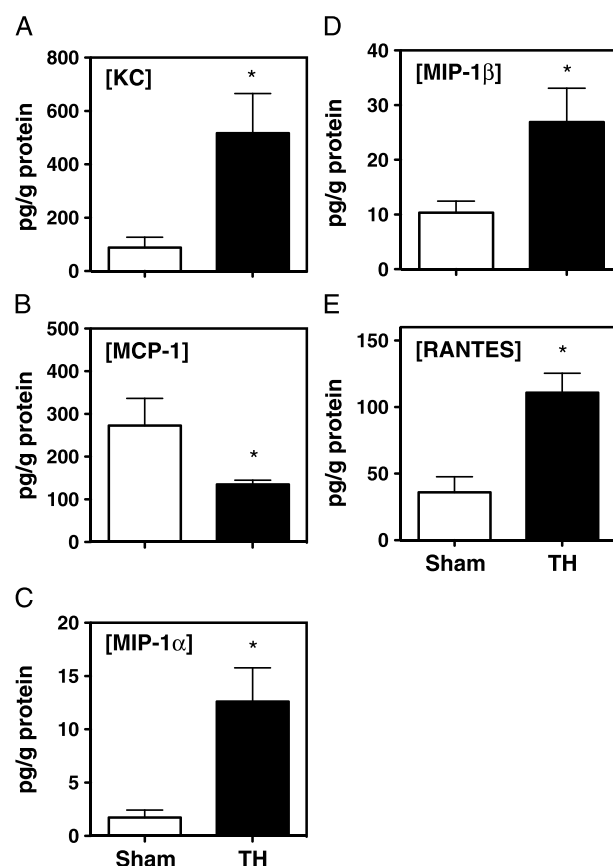 A
[KC]
pg/g protein
800
600
400
200
0
*
B
[MCP-1]
pg/g protein
500
400
300
200
100
0
*
C
[MIP-1α]
pg/g protein
20
15
10
5
0
*
Sham TH
D
[MIP-1β]
pg/g protein
40
30
20
10
0
*
E
[RANTES]
pg/g protein
150
100
50
0
*
Sham TH